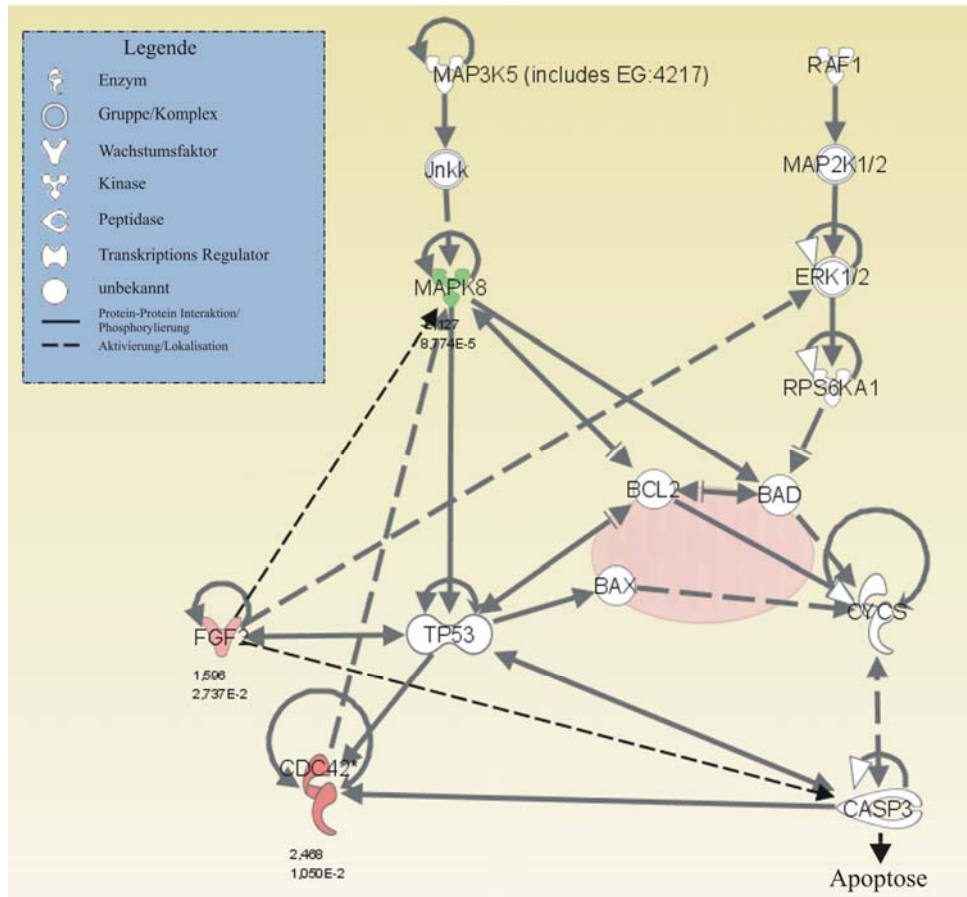 Legende
Enzym
Gruppe/Komplex
Wachstumsfaktor
Kinase
Peptidase
Transkriptions Regulator
unbekannt
Protein-Protein Interaktion/
Phosphorylierung
Aktivierung/Lokalisation
MAP3K5 (includes EG:4217)
RAF1
Jnkk
MAP2K1/2
MAPK8
8,774E-5
ERK1/2
RPS6KA1
BCL2
BAD
BAX
CYCS
FGF2
1,596
2,737E-2
TP53
CDC42*
2,468
1,050E-2
CASP3
Apoptose